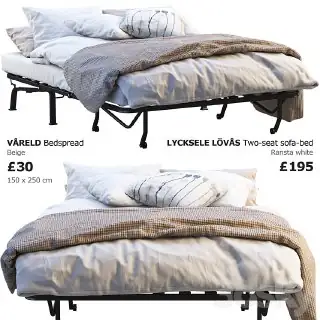 VÅRELD Bedspread
Beige
£30
150 x 250 cm
LYCKSELE LÖVÅS Two-seat sofa-bed
Ransta white
£195